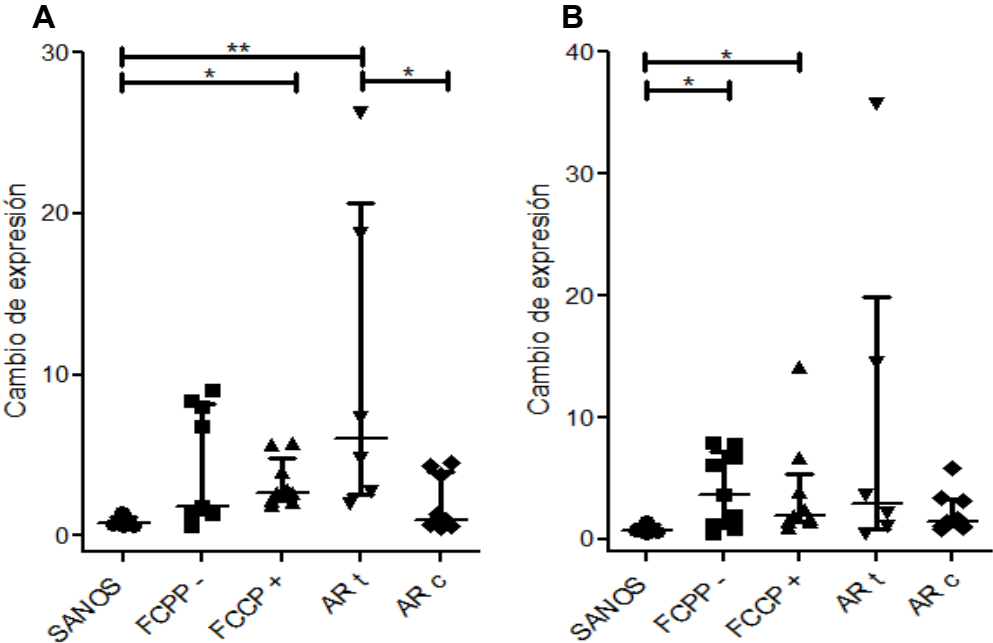 A
B
Cambio de expresión
30
20
10
0
**
*
*
SANOS
FCPP -
FCCP +
AR t
AR c
Cambio de expresión
40
30
20
10
0
*
*
SANOS
FCPP -
FCCP +
AR t
AR c